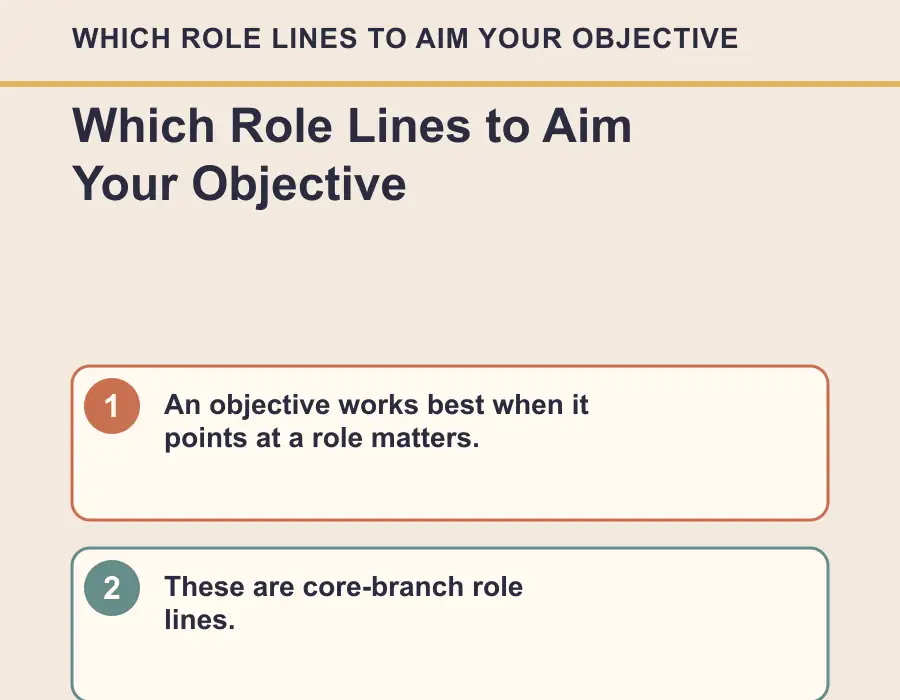 WHICH ROLE LINES TO AIM YOUR OBJECTIVE
Which Role Lines to Aim
Your Objective
1
An objective works best when it
points at a role matters.
2
These are core-branch role
lines.